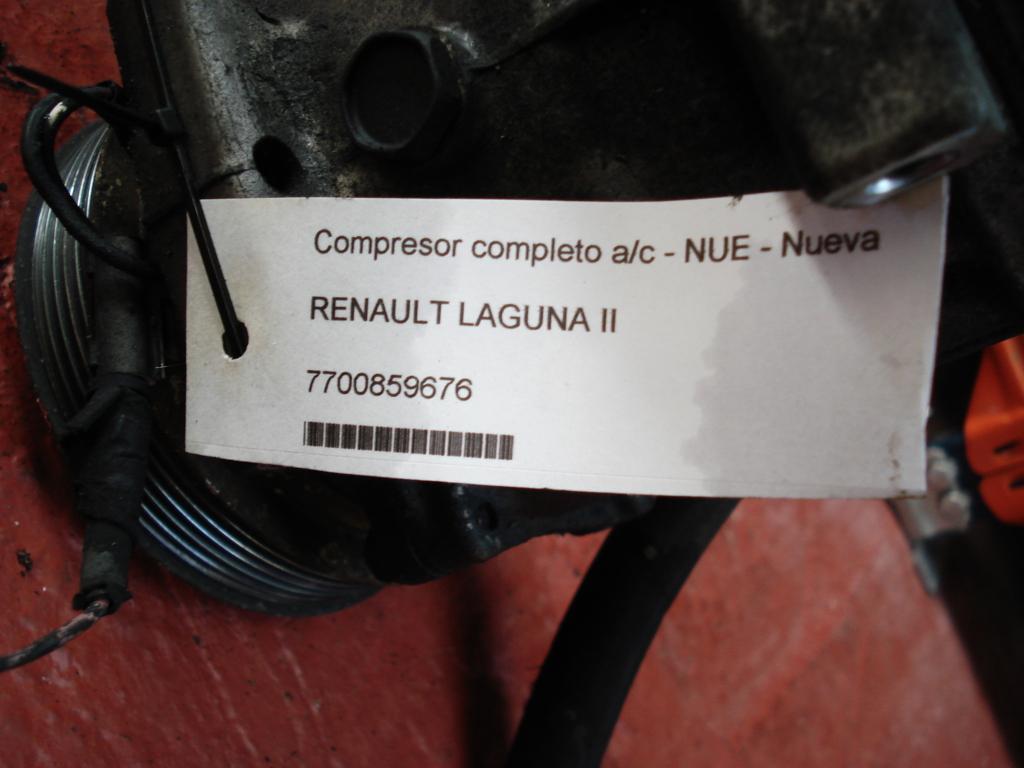 Compresor completo a/c - NUE - Nueva
RENAULT LAGUNA II
7700859676